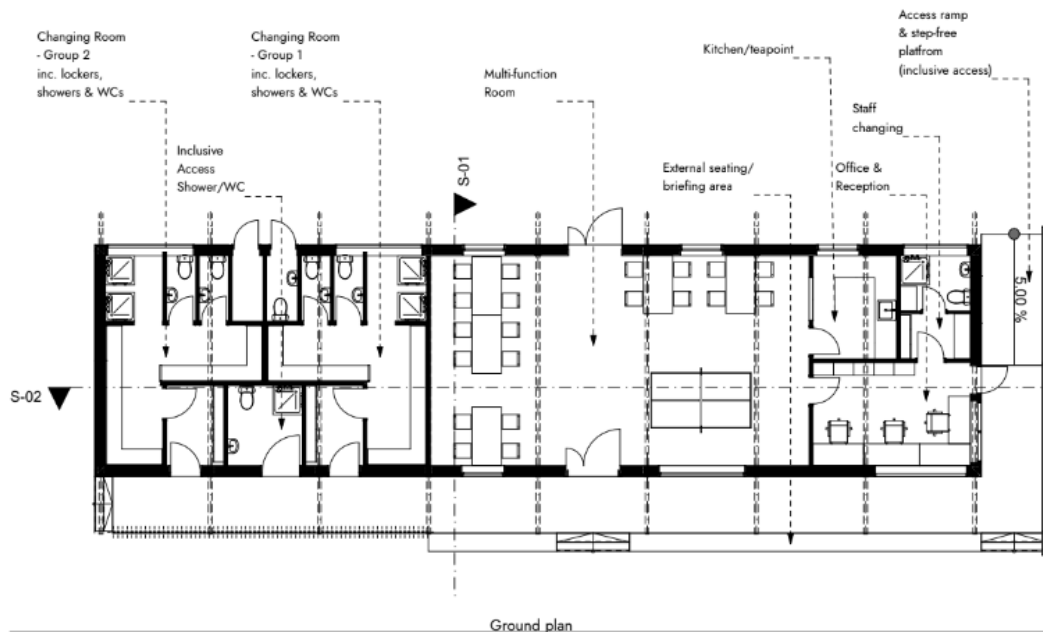 Changing Room
- Group 2
inc. lockers,
showers & WCs
Changing Room
- Group 1
inc. lockers,
showers & WCs
Inclusive
Access
Shower/WC
S-01
Multi-function
Room
External seating/
briefing area
Kitchen/teapoint
Office &
Reception
Staff
changing
Access ramp
& step-free
platfrom
(inclusive access)
5.00 %
S-02
Ground plan